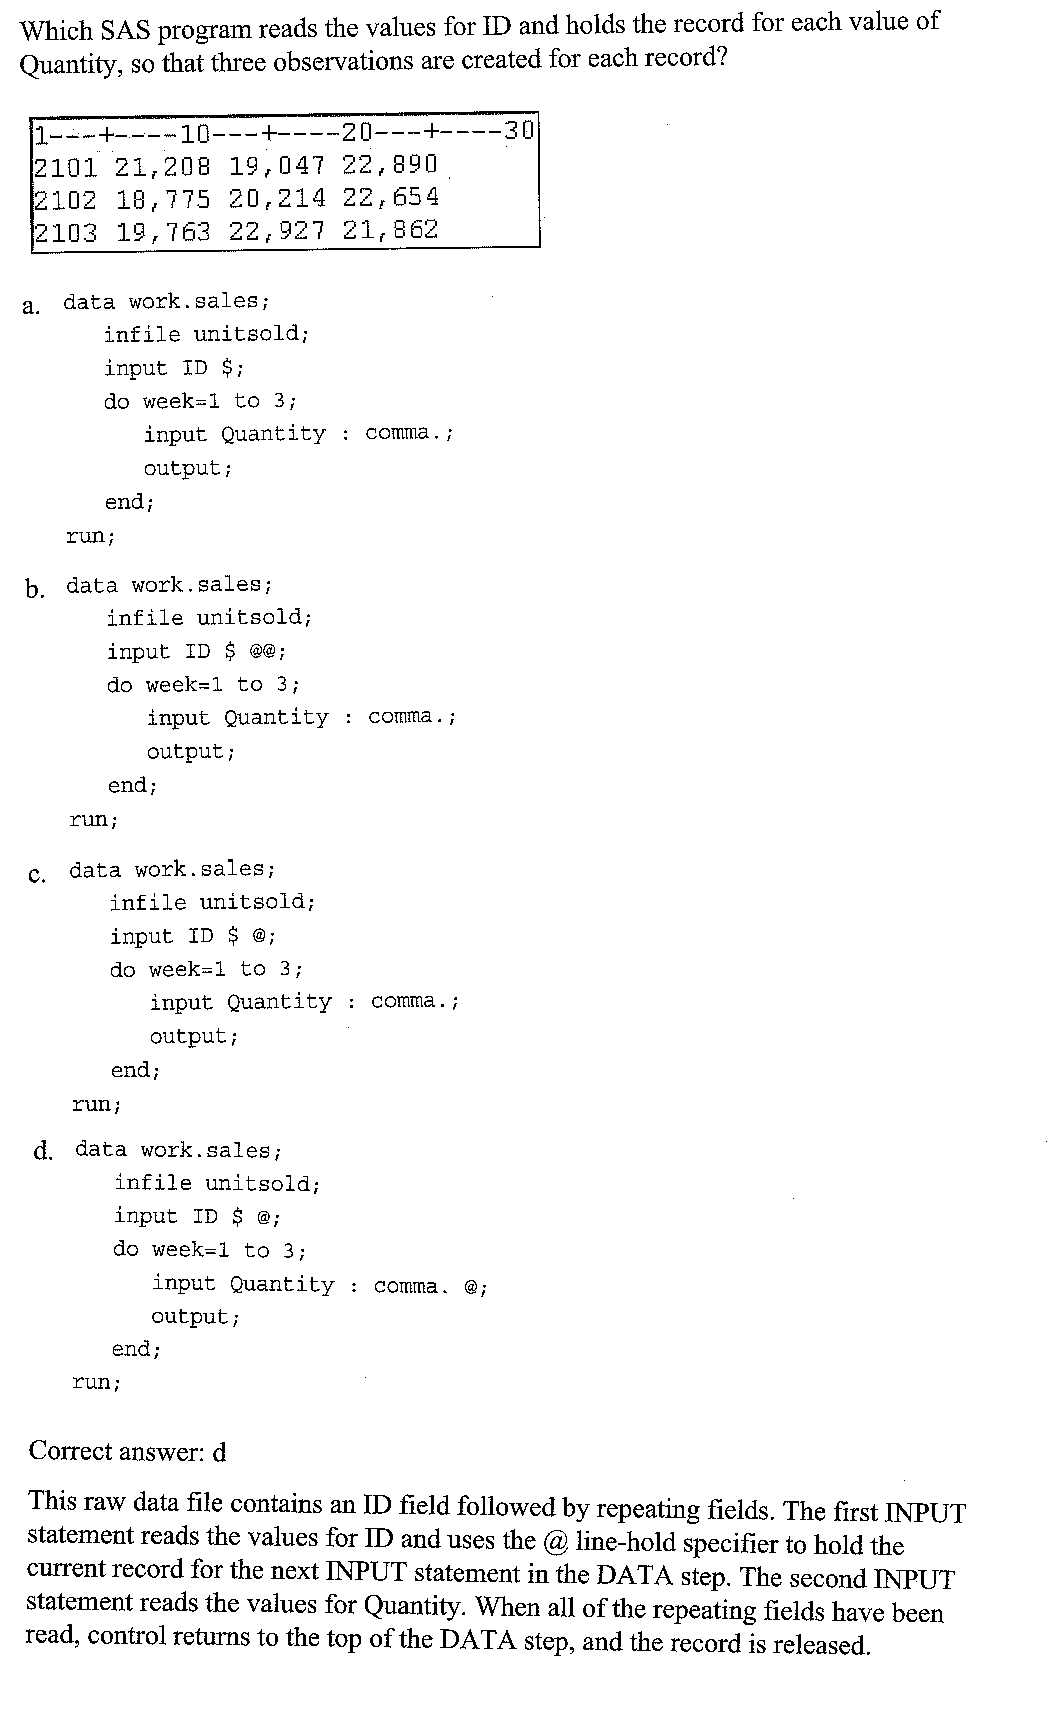 Which SAS program reads the values for ID and holds the record for each value of
Quantity, so that three observations are created for each record?
1---+----10---+----20---+----30
2101 21,208 19,047 22,890
2102 18,775 20,214 22,654
2103 19,763 22,927 21,862
a. data work.sales;
infile unitsold;
input ID $;
do week=1 to 3;
input Quantity : comma.;
output;
end;
run;
b. data work.sales;
infile unitsold;
input ID $ @@;
do week=1 to 3;
input Quantity : comma.;
output;
end;
run;
c. data work.sales;
infile unitsold;
input ID $ @;
do week=1 to 3;
input Quantity : comma.;
output;
end;
run;
d. data work.sales;
infile unitsold;
input ID $ @;
do week=1 to 3;
input Quantity : comma. @;
output;
end;
run;
Correct answer: d
This raw data file contains an ID field followed by repeating fields. The first INPUT
statement reads the values for ID and uses the @ line-hold specifier to hold the
current record for the next INPUT statement in the DATA step. The second INPUT
statement reads the values for Quantity. When all of the repeating fields have been
read, control returns to the top of the DATA step, and the record is released.